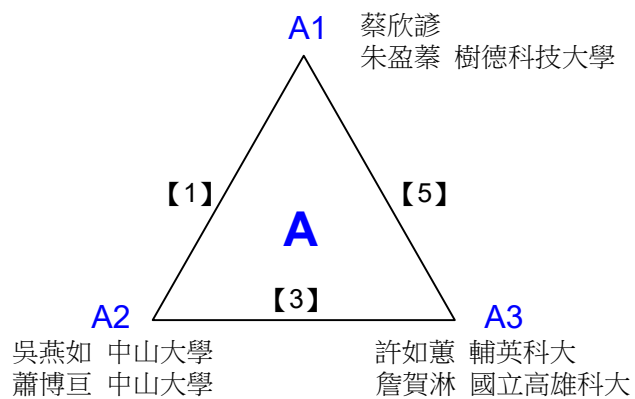 A1
蔡欣諺
朱盈蓁 樹德科技大學
【1】
【5】
A
【3】
A2
A3
吳燕如 中山大學
蕭博亘 中山大學
許如蕙 輔英科大
詹賀淋 國立高雄科大